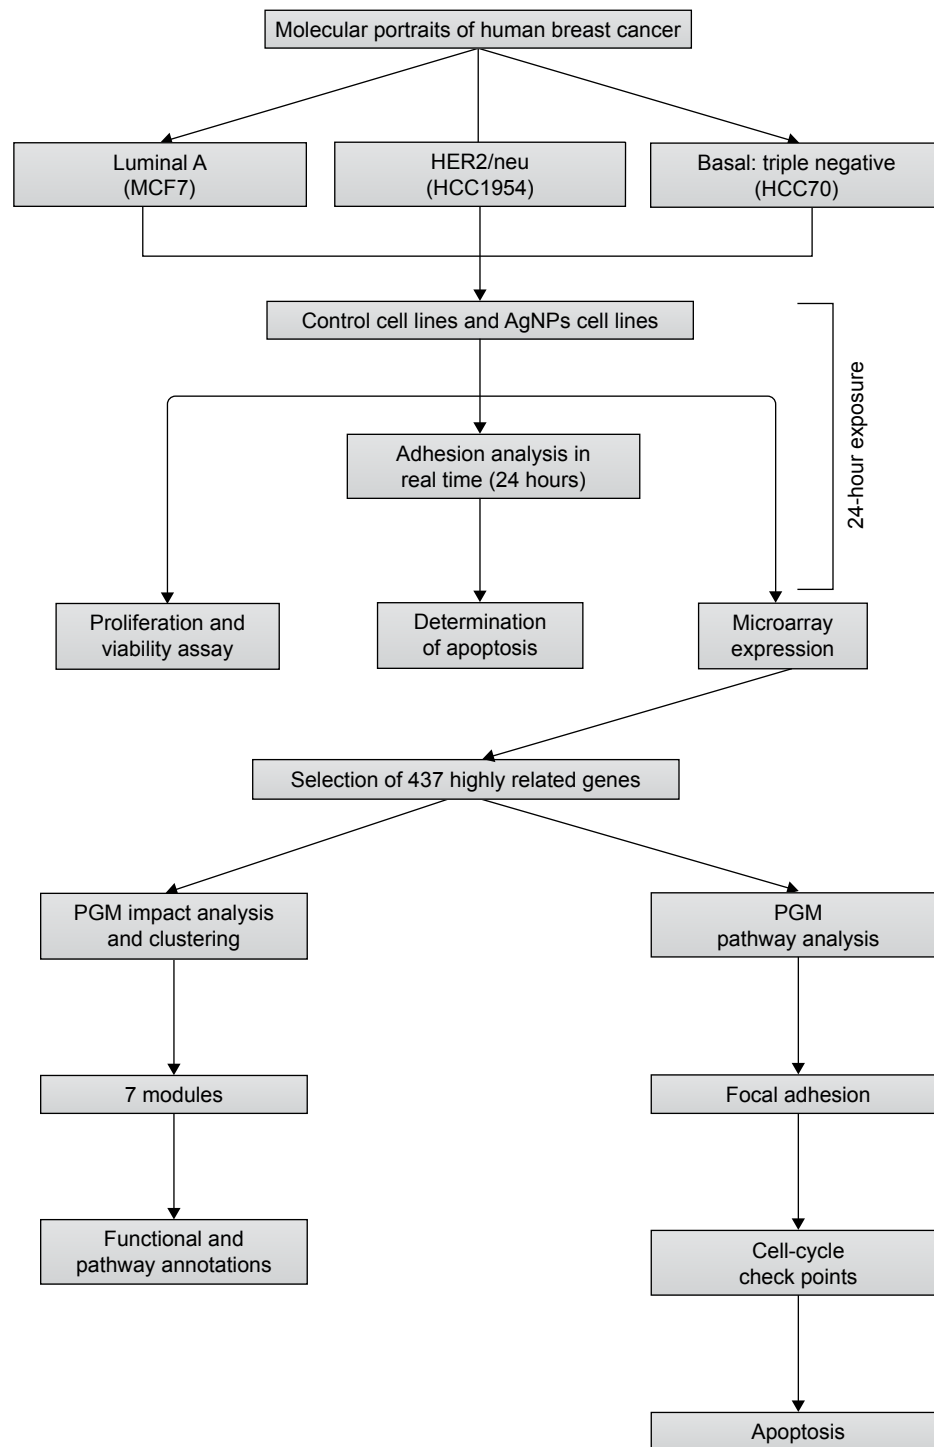 Molecular portraits of human breast cancer
Luminal A
(MCF7)
HER2/neu
(HCC1954)
Basal: triple negative
(HCC70)
Control cell lines and AgNPs cell lines
24-hour exposure
Adhesion analysis in
real time (24 hours)
Proliferation and
viability assay
Determination
of apoptosis
Microarray
expression
Selection of 437 highly related genes
PGM impact analysis
and clustering
PGM
pathway analysis
7 modules
Focal adhesion
Functional and
pathway annotations
Cell-cycle
check points
Apoptosis